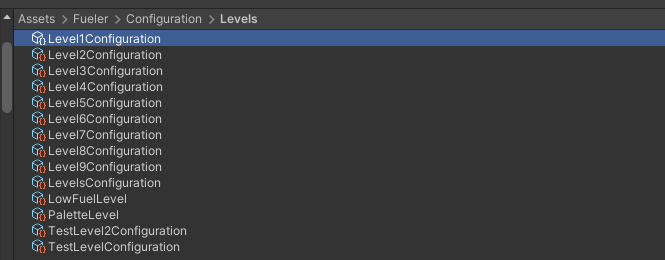 Assets > Fueler > Configuration > Levels
Level1Configuration
Level2Configuration
Level3Configuration
Level4Configuration
Level5Configuration
Level6Configuration
Level7Configuration
Level8Configuration
Level9Configuration
LevelsConfiguration
LowFuelLevel
PaletteLevel
TestLevel2Configuration
TestLevelConfiguration